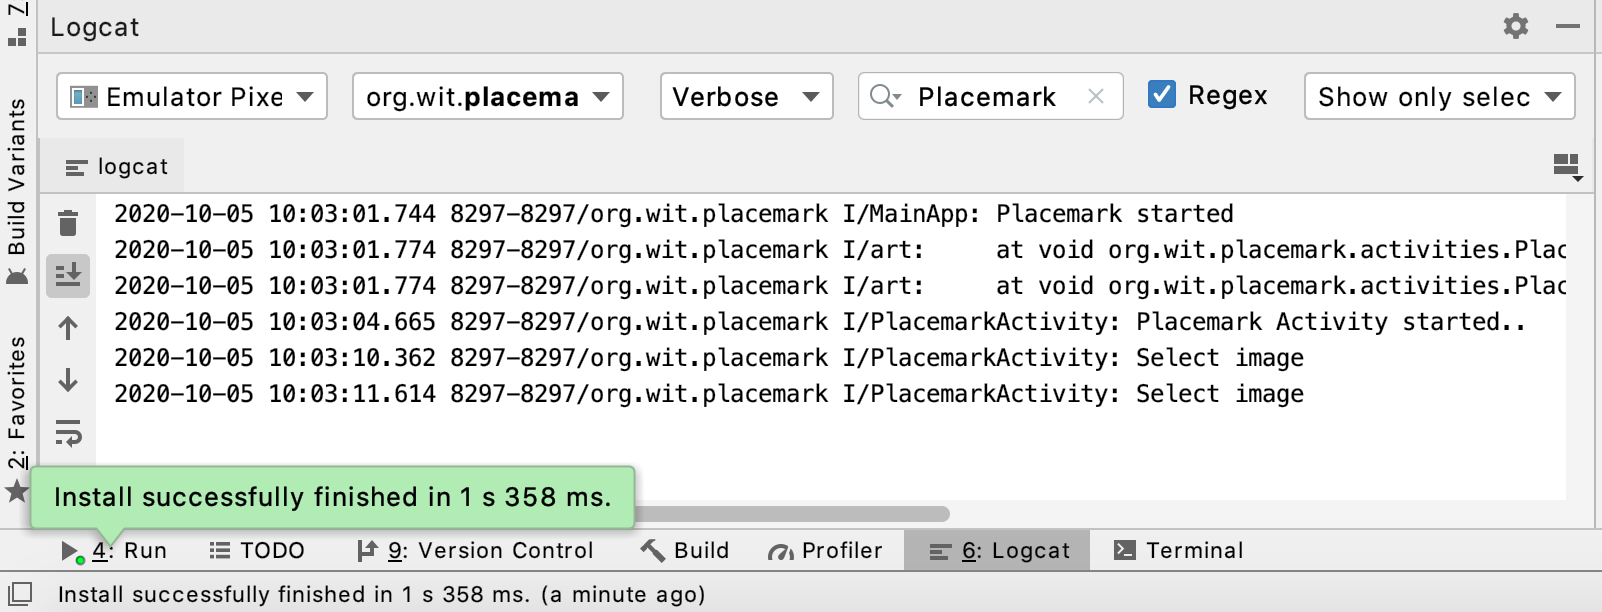 Logcat
7:
Build Variants
2: Favorites
Emulator Pixe
org.wit.placema
Verbose
Placemark
Regex
Show only selec
logcat
2020-10-05 10:03:01.744 8297-8297/org.wit.placemark I/MainApp: Placemark started
2020-10-05 10:03:01.774 8297-8297/org.wit.placemark I/art:     at void org.wit.placemark.activities.Plac
2020-10-05 10:03:01.774 8297-8297/org.wit.placemark I/art:     at void org.wit.placemark.activities.Plac
2020-10-05 10:03:04.665 8297-8297/org.wit.placemark I/PlacemarkActivity: Placemark Activity started..
2020-10-05 10:03:10.362 8297-8297/org.wit.placemark I/PlacemarkActivity: Select image
2020-10-05 10:03:11.614 8297-8297/org.wit.placemark I/PlacemarkActivity: Select image
Install successfully finished in 1 s 358 ms.
4: Run
TODO
9: Version Control
Build
Profiler
6: Logcat
Terminal
Install successfully finished in 1 s 358 ms. (a minute ago)